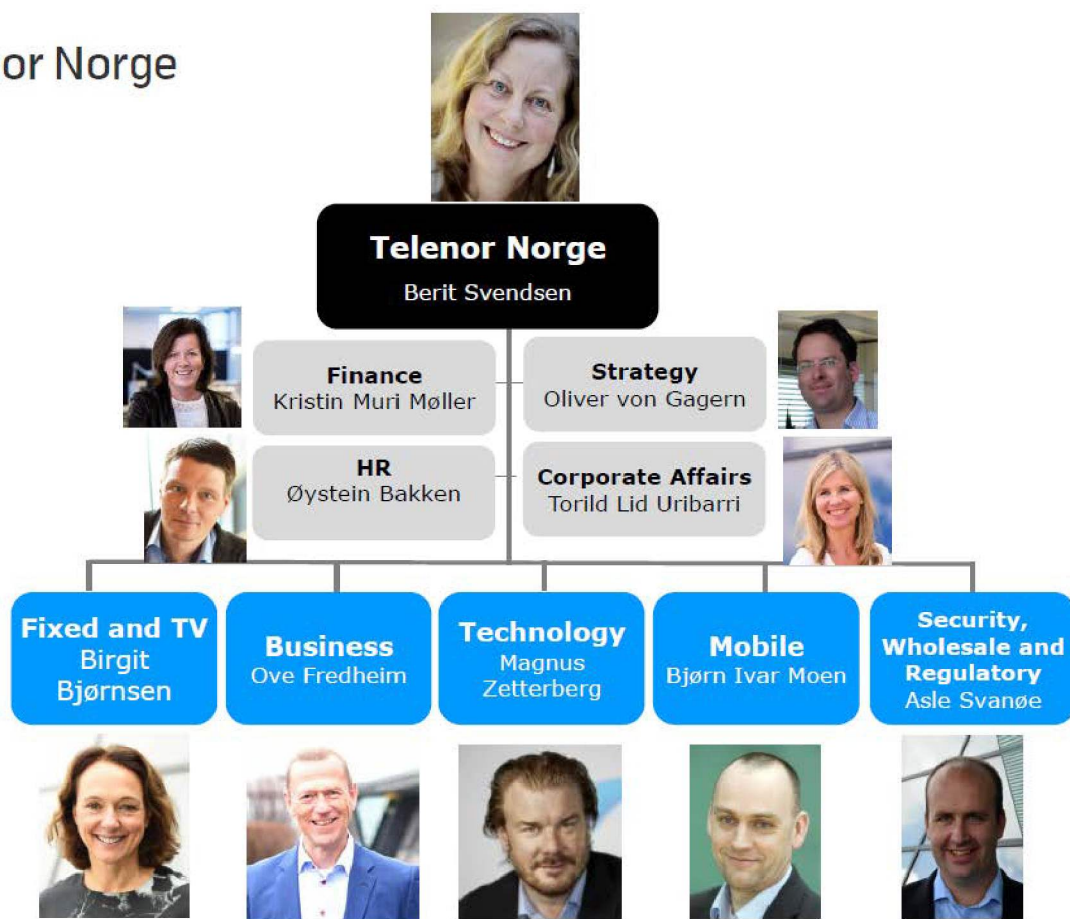 or Norge
Telenor Norge
Berit Svendsen
Finance
Kristin Muri Møller
Strategy
Oliver von Gagern
HR
Øystein Bakken
Corporate Affairs
Torild Lid Uribarri
Fixed and TV
Birgit
Bjørnsen
Business
Ove Fredheim
Technology
Magnus
Zetterberg
Mobile
Bjørn Ivar Moen
Security,
Wholesale and
Regulatory
Asle Svanøe